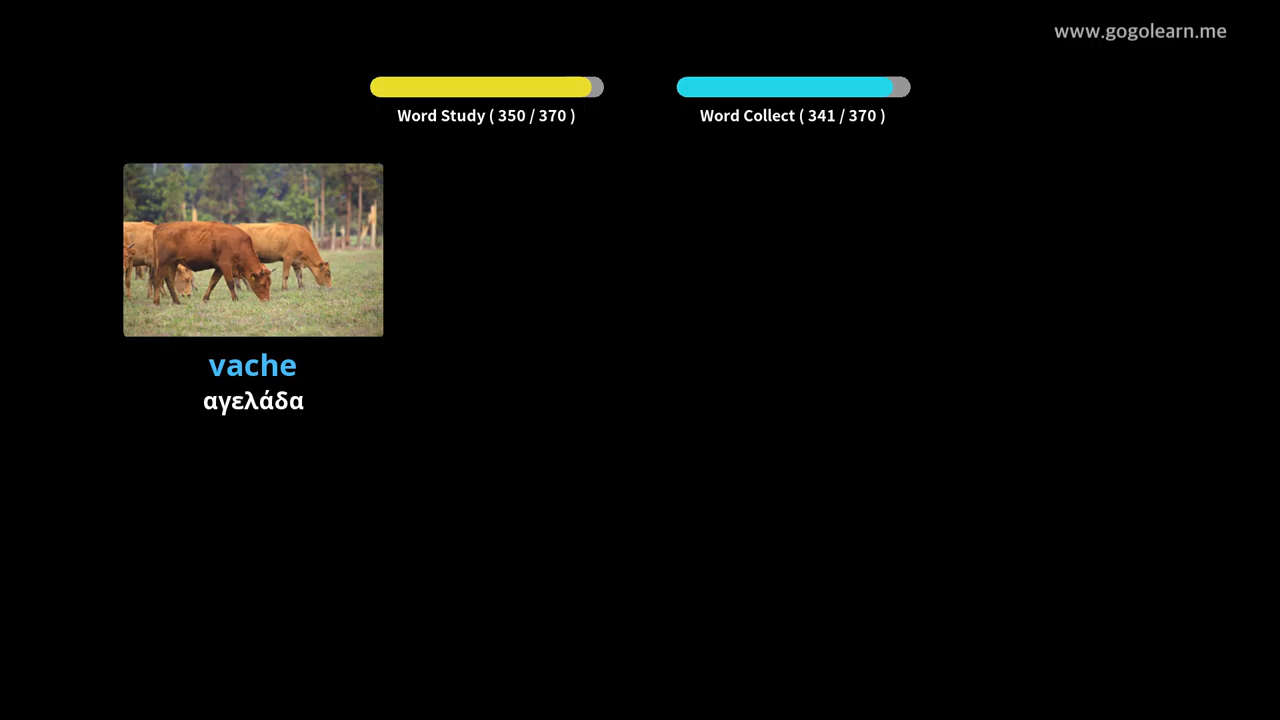 www.gogolearn.me
Word Study ( 350 / 370 )
Word Collect ( 341 / 370 )
vache
αγελάδα